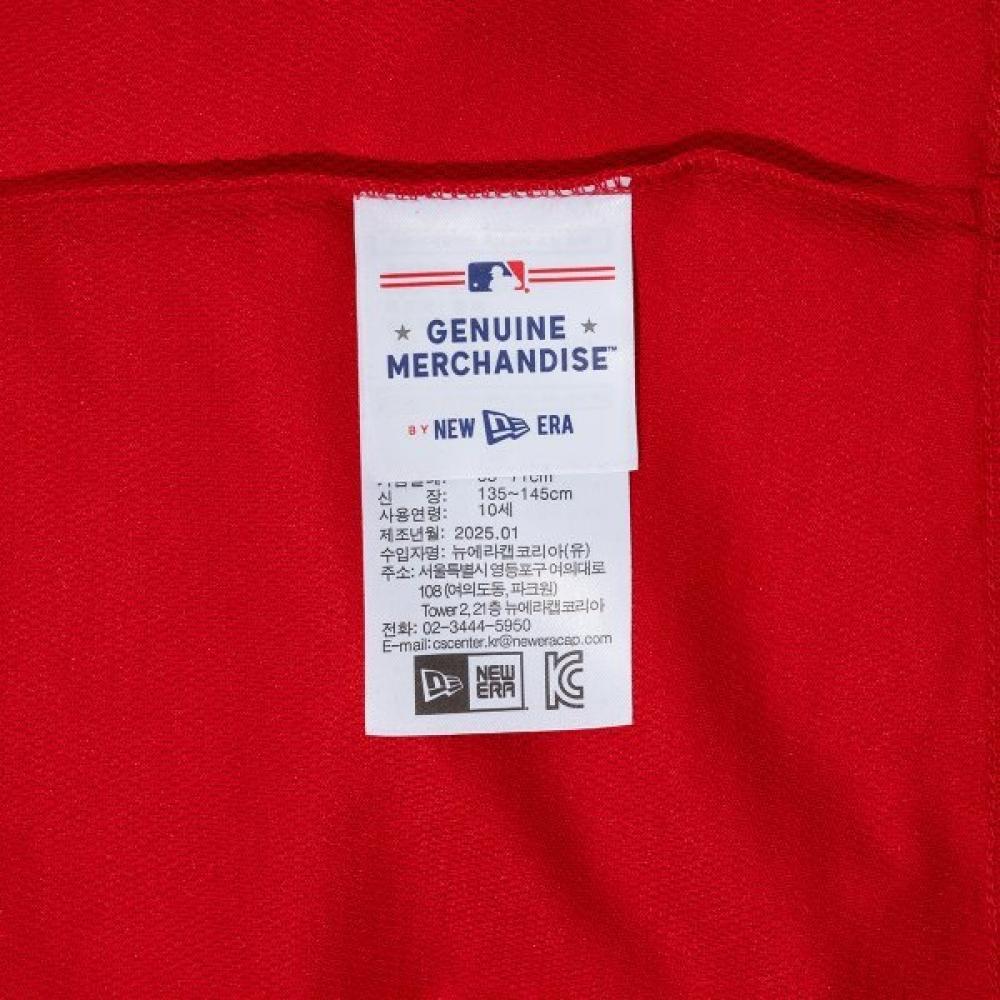 ★ GENUINE ★
MERCHANDISE™
BY NEW ERA
신 장: 135~145cm
사용연령: 10세
제조년월: 2025.01
수입자명: 뉴에라캡코리아(유)
주소: 서울특별시 영등포구 여의대로
108 (여의도동, 파크원)
Tower 2, 21층 뉴에라캡코리아
전화: 02-3444-5950
E-mail: cscenter.kr@neweracap.com
NEW
ERA